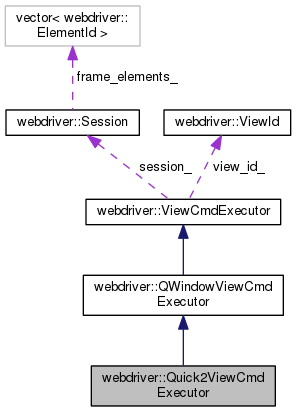 vector< webdriver::
ElementId >
frame_elements_
webdriver::Session
webdriver::ViewId
session_
view_id_
webdriver::ViewCmdExecutor
webdriver::QWindowViewCmd
Executor
webdriver::Quick2ViewCmd
Executor